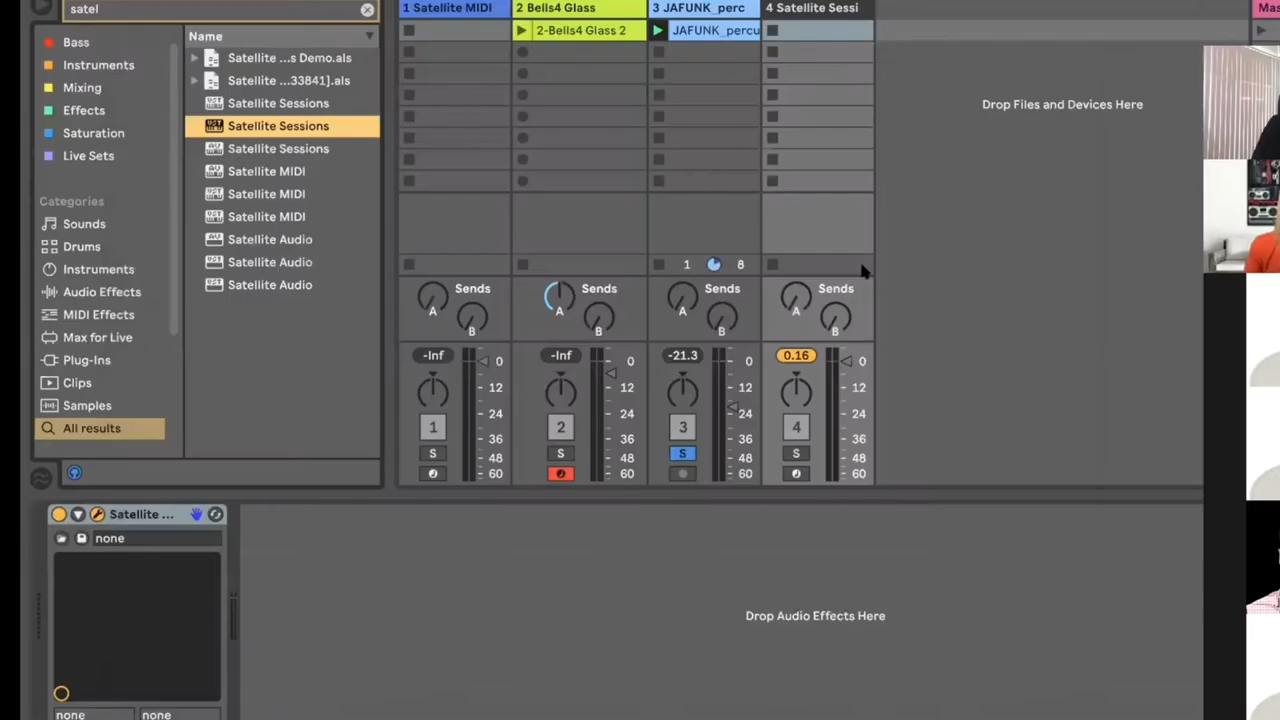 satel
Bass
Instruments
Mixing
Effects
Saturation
Live Sets
Categories
Sounds
Drums
Instruments
Audio Effects
MIDI Effects
Max for Live
Plug-Ins
Clips
Samples
All results
Name
Satellite ...s Demo.als
Satellite ...33841].als
Satellite Sessions
Satellite Sessions
Satellite Sessions
Satellite MIDI
Satellite MIDI
Satellite MIDI
Satellite Audio
Satellite Audio
Satellite Audio
1 Satellite MIDI
2 Bells4 Glass
3 JAFUNK_perc
4 Satellite Sessi
Mas
2-Bells4 Glass 2
JAFUNK_percu
Drop Files and Devices Here
1 8
Sends
Sends
Sends
Sends
A
B
A
B
A
B
A
B
-Inf
0
12
24
36
48
60
1
S
-Inf
0
12
24
36
48
60
2
S
-21.3
0
12
24
36
48
60
3
S
0.16
0
12
24
36
48
60
4
S
Satellite ...
none
none
none
Drop Audio Effects Here